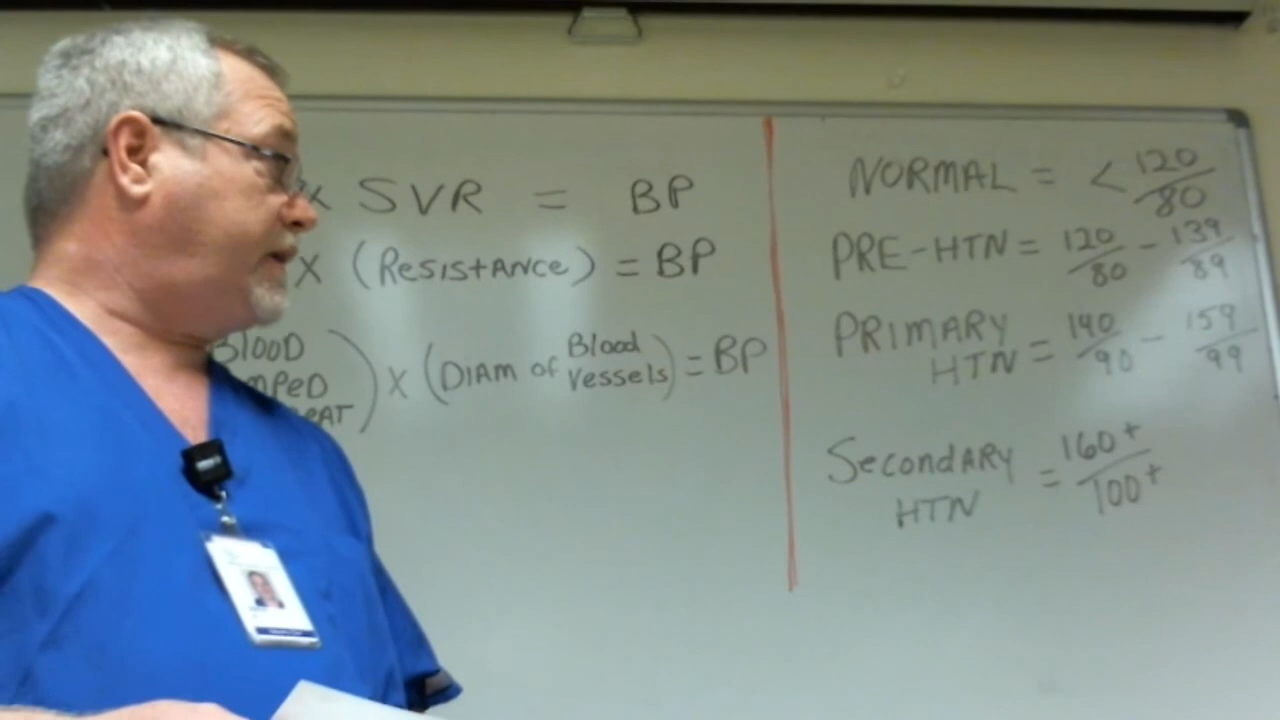 x SVR = BP
X (Resistance) = BP
Blood
X (Diam of Blood Vessels) = BP
NORMAL = < 120/80
PRE-HTN = 120/80 - 139/89
PRIMARY
HTN = 140/90 - 159/99
Secondary
HTN = 160+/100+